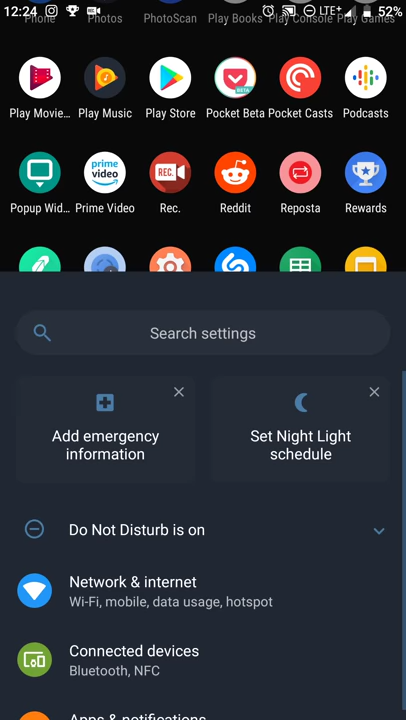 12:24 LTE+ 52%
Phone Photos PhotoScan Play Books Play Console Play Games
Play Movie... Play Music Play Store Pocket Beta Pocket Casts Podcasts
Popup Wid... Prime Video Rec. Reddit Reposta Rewards
Search settings
Add emergency
information
Set Night Light
schedule
Do Not Disturb is on
Network & internet
Wi-Fi, mobile, data usage, hotspot
Connected devices
Bluetooth, NFC
Apps & notifications